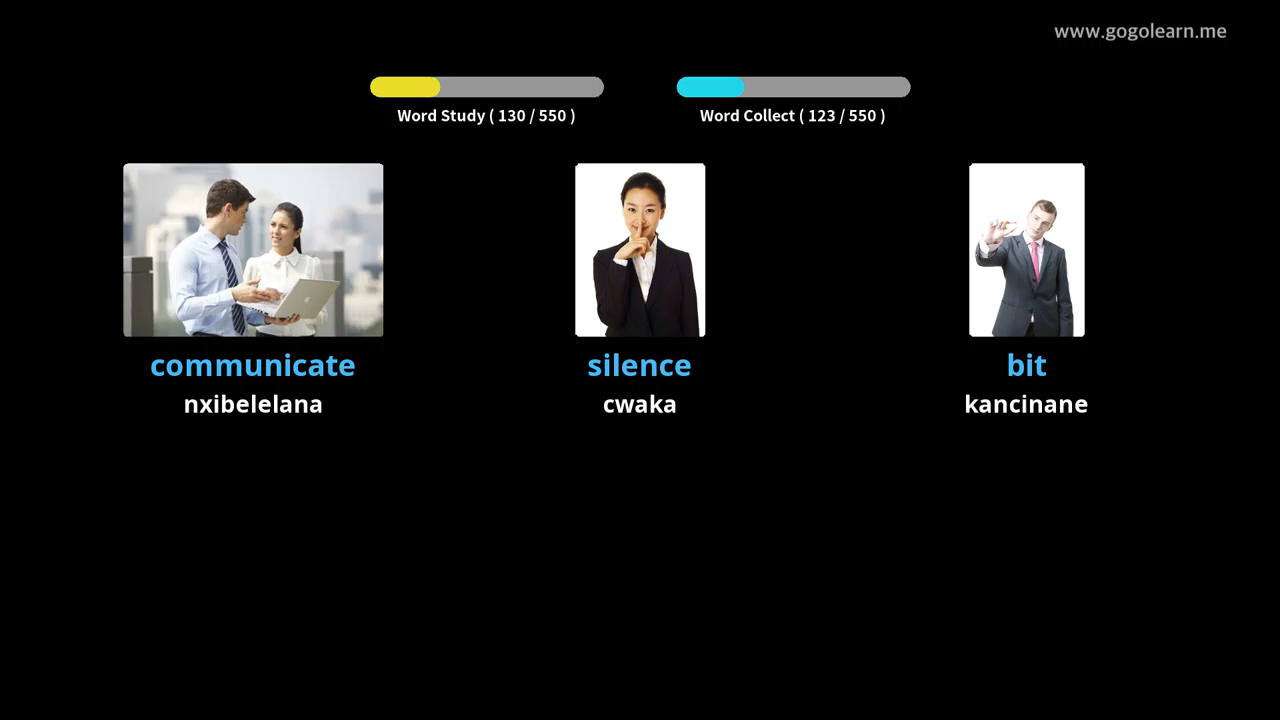 www.gogolearn.me
Word Study ( 130 / 550 )
Word Collect ( 123 / 550 )
communicate
silence
bit
nxibelelana
cwaka
kancinane